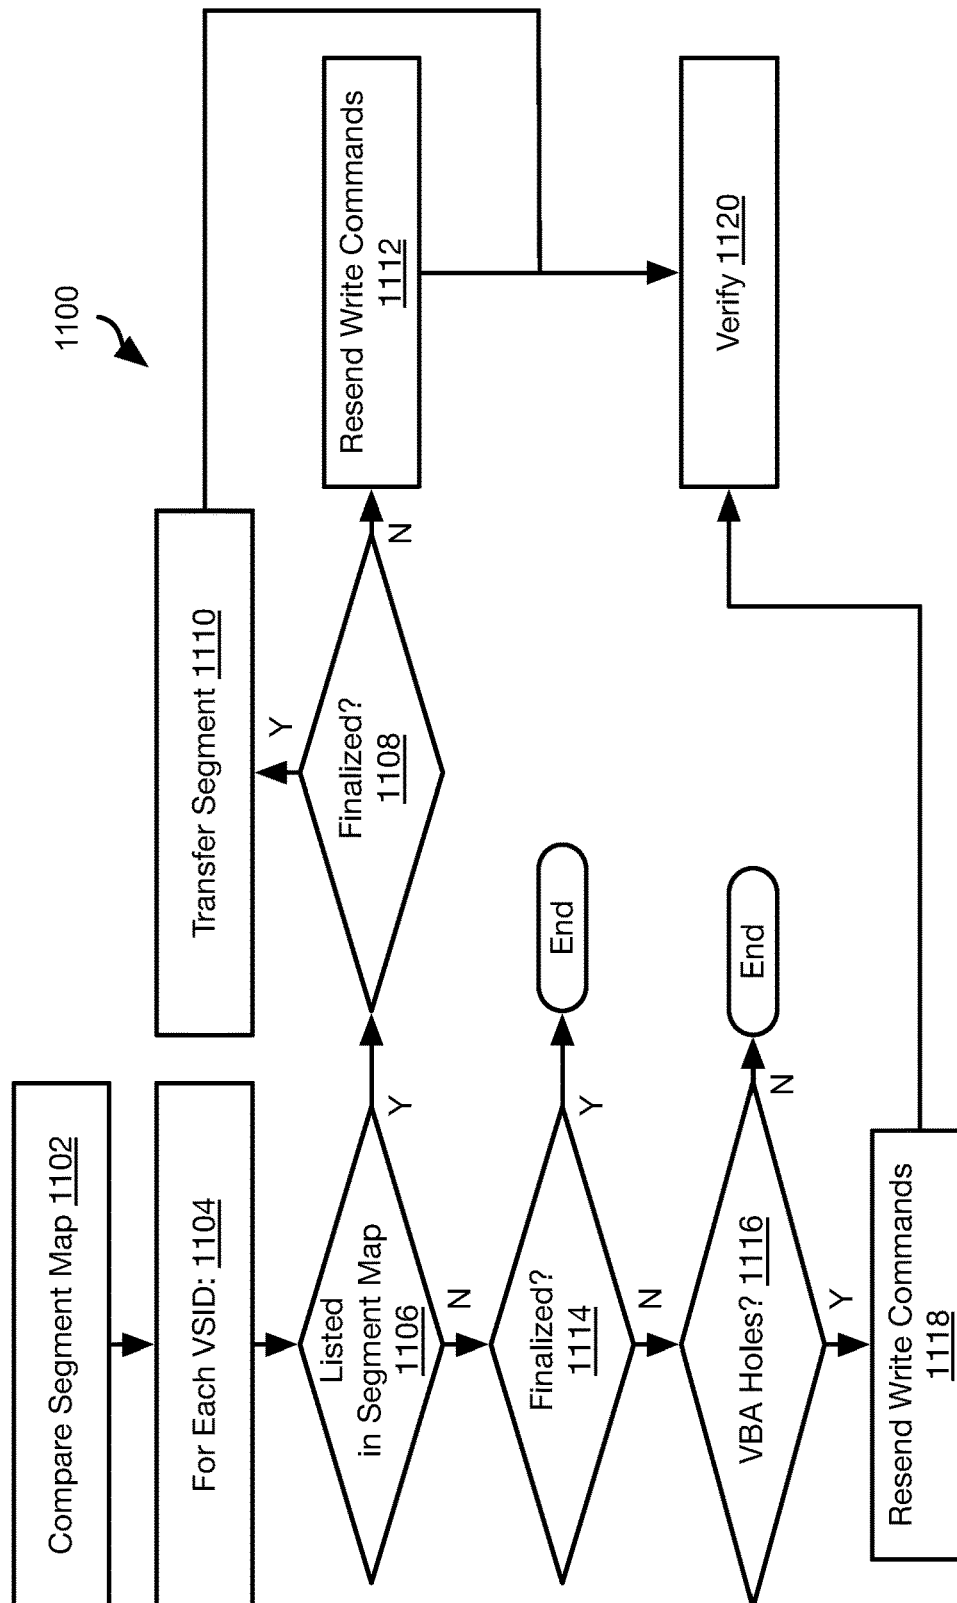 1100
Compare Segment Map 1102
For Each VSID: 1104
Listed
in Segment Map
1106
Y
N
Finalized?
1108
Y
N
Transfer Segment 1110
Resend Write Commands
1112
Finalized?
1114
Y
End
N
VBA Holes? 1116
N
End
Y
Resend Write Commands
1118
Verify 1120